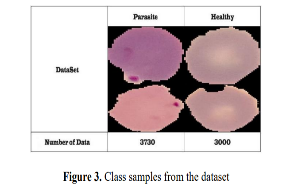 Parasite Healthy
DataSet
Number of Data 3730 3000
Figure 3. Class samples from the dataset